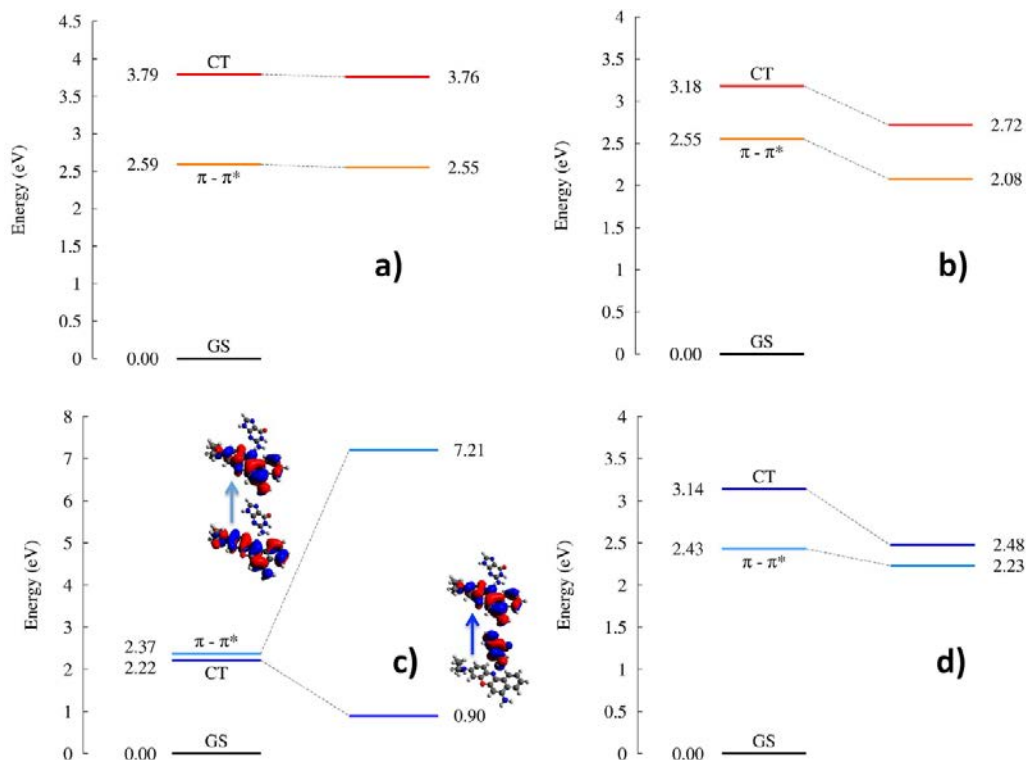 4.5
4
3.5
3
2.5
2
1.5
1
0.5
0
Energy (eV)
3.79
CT
3.76
2.59
π - π*
2.55
a)
0.00
GS
4
3.5
3
2.5
2
1.5
1
0.5
0
Energy (eV)
3.18
CT
2.72
2.55
π - π*
2.08
b)
0.00
GS
8
7
6
5
4
3
2
1
0
Energy (eV)
7.21
2.37
π - π*
2.22
CT
c)
0.90
0.00
GS
4
3.5
3
2.5
2
1.5
1
0.5
0
Energy (eV)
3.14
CT
2.48
2.43
π - π*
2.23
d)
0.00
GS